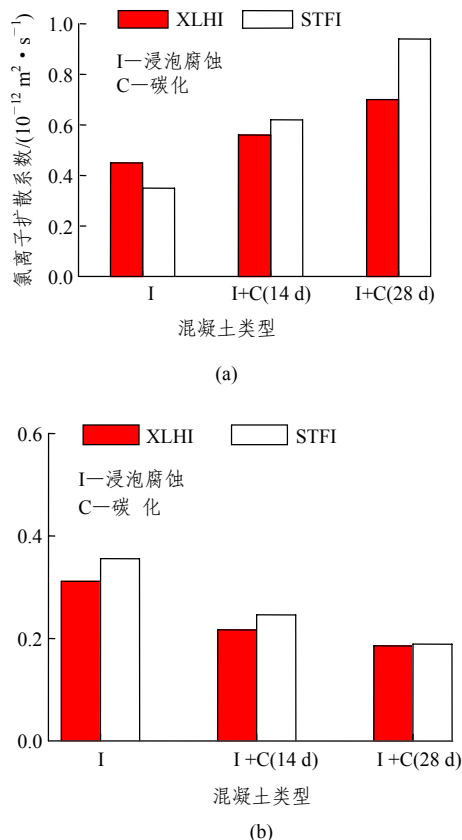 氯离子扩散系数/(10⁻¹² m²•s⁻¹)
1.0
0.8
0.6
0.4
0.2
0.0
XLHI
STFI
I—浸泡腐蚀
C—碳化
I
I+C(14 d)
I+C(28 d)
混凝土类型
(a)
0.6
0.4
0.2
0.0
XLHI
STFI
I—浸泡腐蚀
C—碳 化
I
I +C(14 d)
I +C(28 d)
混凝土类型
(b)